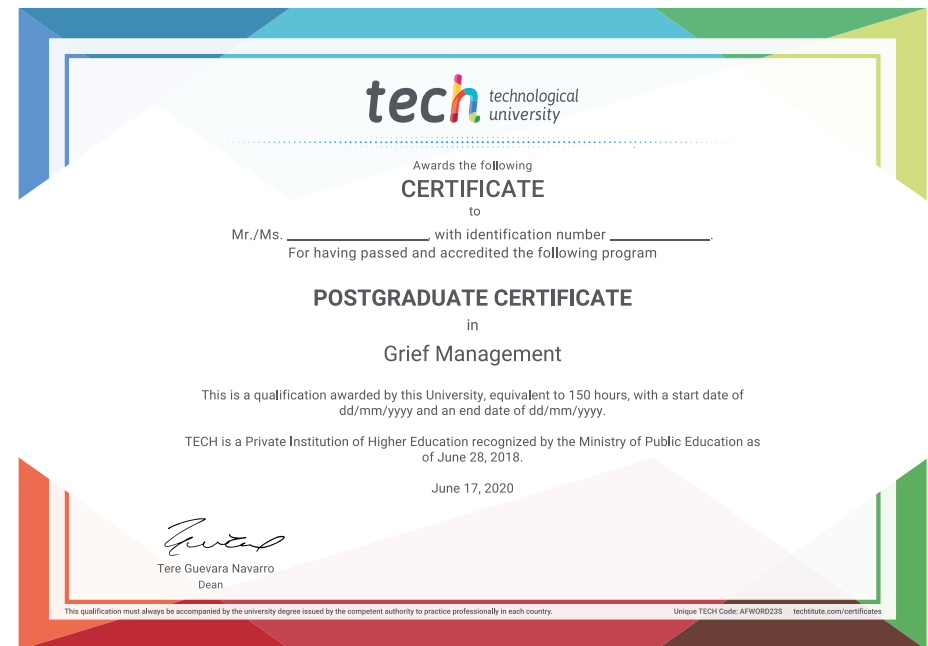 tech technological
university
Awards the following
CERTIFICATE
to
Mr./Ms. ____________________, with identification number ______________.
For having passed and accredited the following program
POSTGRADUATE CERTIFICATE
in
Grief Management
This is a qualification awarded by this University, equivalent to 150 hours, with a start date of
dd/mm/yyyy and an end date of dd/mm/yyyy.
TECH is a Private Institution of Higher Education recognized by the Ministry of Public Education as
of June 28, 2018.
June 17, 2020
Tere Guevara Navarro
Dean
This qualification must always be accompanied by the university degree issued by the competent authority to practice professionally in each country.
Unique TECH Code: AFWORD23S techtitute.com/certificates